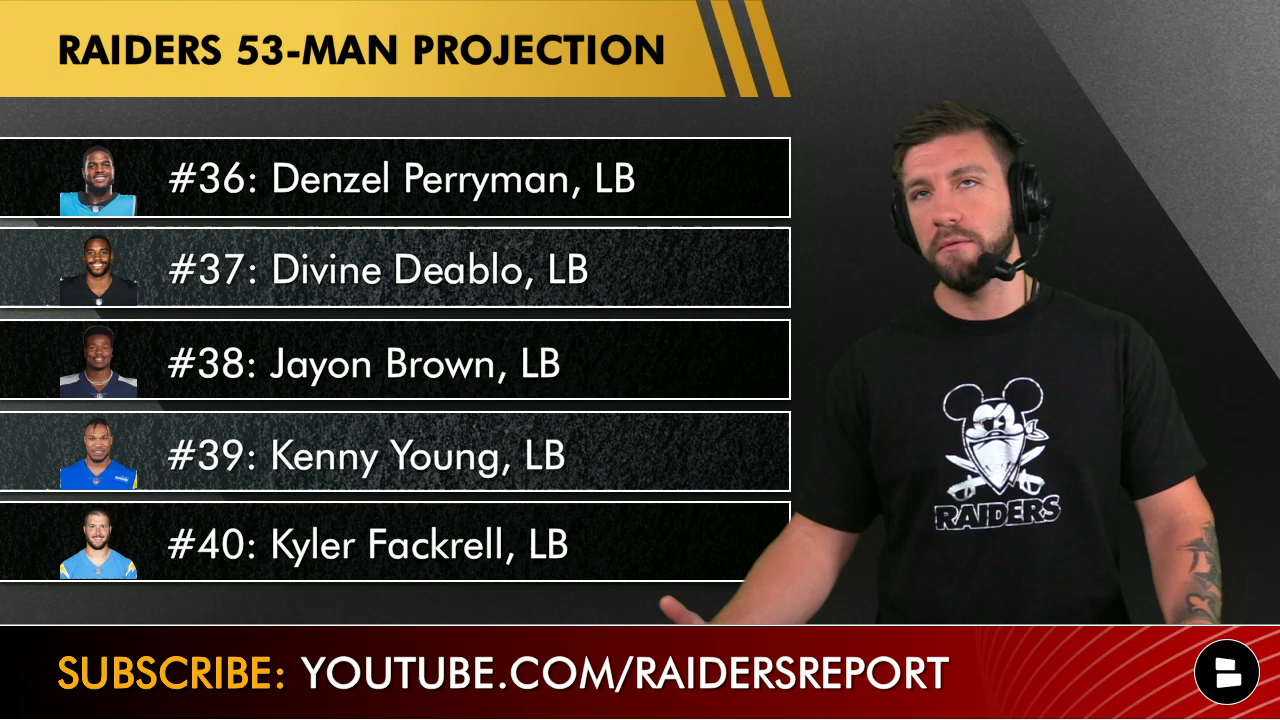 RAIDERS 53-MAN PROJECTION
#36: Denzel Perryman, LB
#37: Divine Deablo, LB
#38: Jayon Brown, LB
#39: Kenny Young, LB
#40: Kyler Fackrell, LB
RAIDERS
SUBSCRIBE: YOUTUBE.COM/RAIDERSREPORT